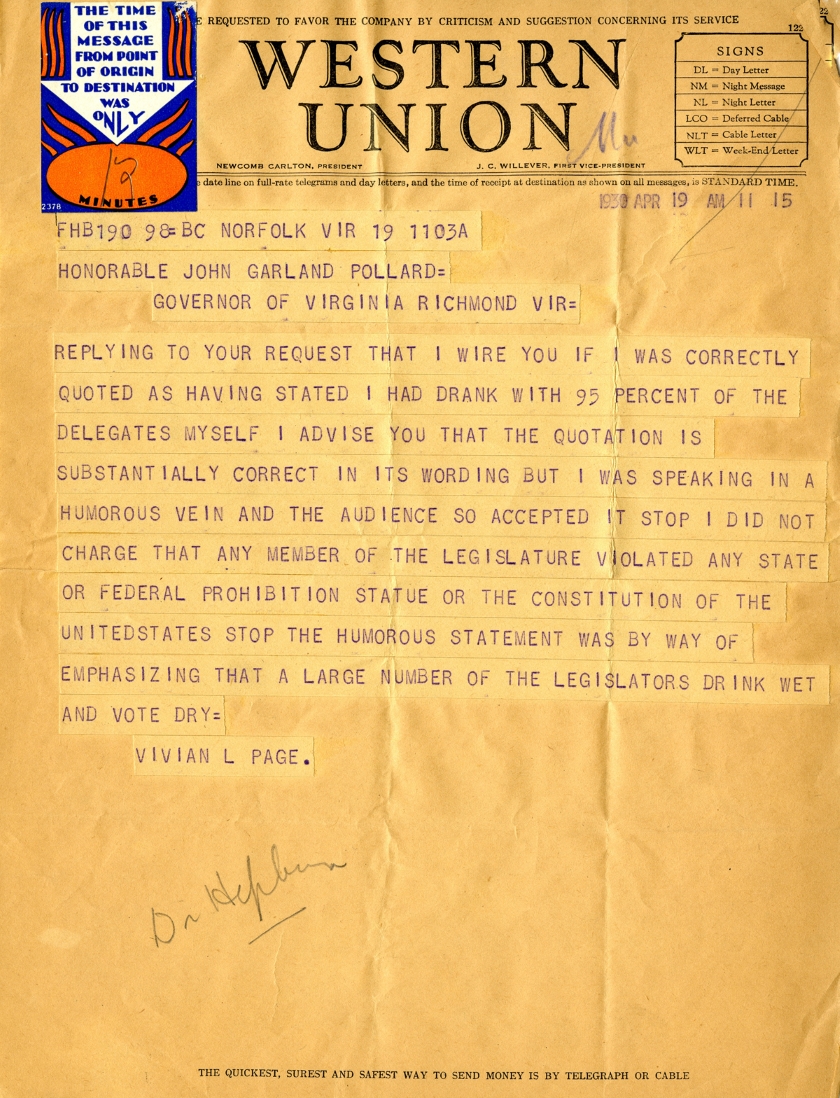 THE TIME
OF THIS
MESSAGE
FROM POINT
OF ORIGIN
TO DESTINATION
WAS
ONLY
12
MINUTES
2378
E REQUESTED TO FAVOR THE COMPANY BY CRITICISM AND SUGGESTION CONCERNING ITS SERVICE
WESTERN
UNION
NEWCOMB CARLTON, PRESIDENT
J. C. WILLEVER, FIRST VICE-PRESIDENT
SIGNS
DL = Day Letter
NM = Night Message
NL = Night Letter
LCO = Deferred Cable
NLT = Cable Letter
WLT = Week-End Letter
e date line on full-rate telegrams and day letters, and the time of receipt at destination as shown on all messages, is STANDARD TIME.
1930 APR 19 AM 11 15
FHB190 98=BC NORFOLK VIR 19 1103A
HONORABLE JOHN GARLAND POLLARD=
GOVERNOR OF VIRGINIA RICHMOND VIR=
REPLYING TO YOUR REQUEST THAT I WIRE YOU IF I WAS CORRECTLY
QUOTED AS HAVING STATED I HAD DRANK WITH 95 PERCENT OF THE
DELEGATES MYSELF I ADVISE YOU THAT THE QUOTATION IS
SUBSTANTIALLY CORRECT IN ITS WORDING BUT I WAS SPEAKING IN A
HUMOROUS VEIN AND THE AUDIENCE SO ACCEPTED IT STOP I DID NOT
CHARGE THAT ANY MEMBER OF THE LEGISLATURE VIOLATED ANY STATE
OR FEDERAL PROHIBITION STATUE OR THE CONSTITUTION OF THE
UNITEDSTATES STOP THE HUMOROUS STATEMENT WAS BY WAY OF
EMPHASIZING THAT A LARGE NUMBER OF THE LEGISLATORS DRINK WET
AND VOTE DRY=
VIVIAN L PAGE.
Dr Hepburn
THE QUICKEST, SUREST AND SAFEST WAY TO SEND MONEY IS BY TELEGRAPH OR CABLE